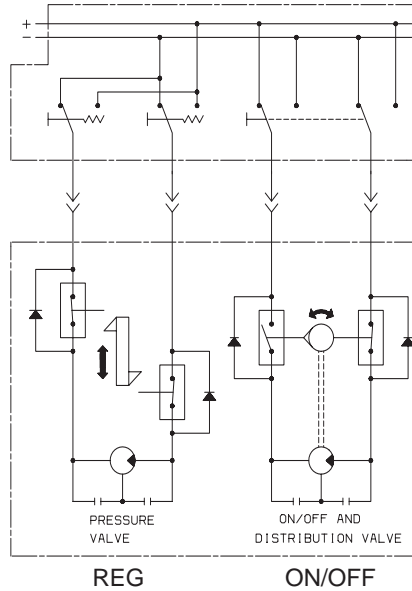 +
−
PRESSURE
VALVE
ON/OFF AND
DISTRIBUTION VALVE
REG
ON/OFF